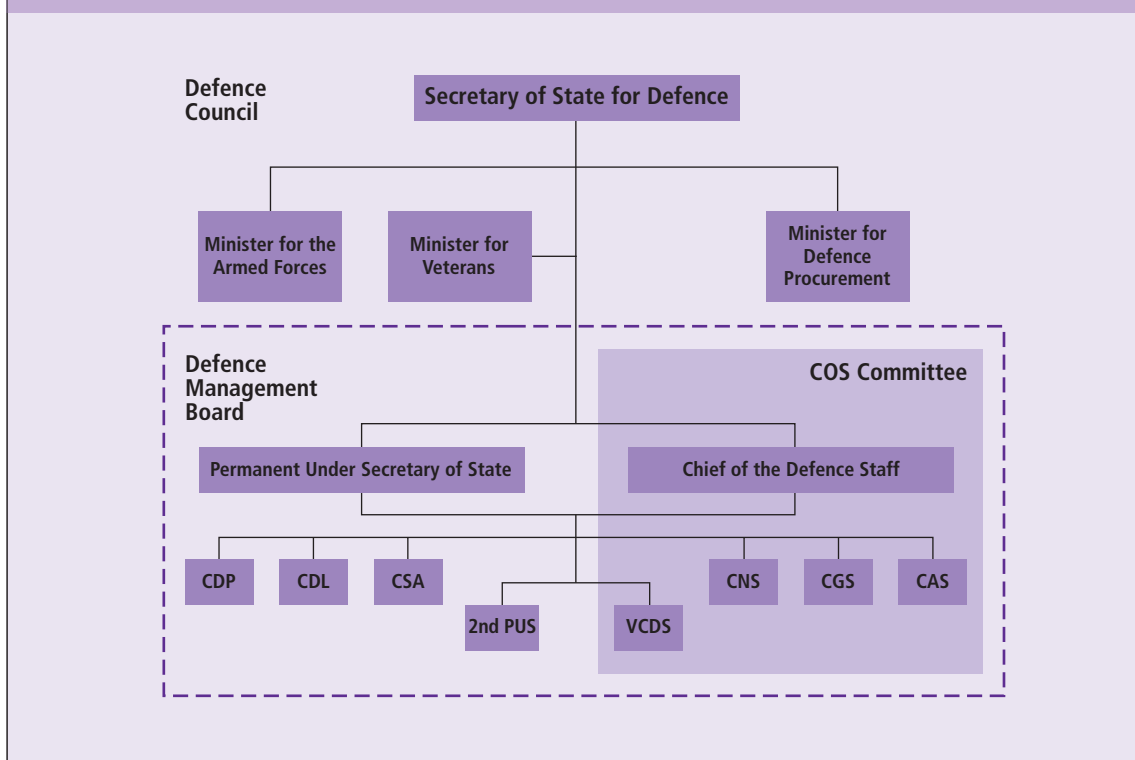 Defence
Council
Secretary of State for Defence
Minister for the
Armed Forces
Minister for
Veterans
Minister for
Defence
Procurement
Defence
Management
Board
COS Committee
Permanent Under Secretary of State
Chief of the Defence Staff
CDP
CDL
CSA
CNS
CGS
CAS
2nd PUS
VCDS